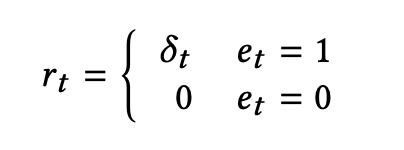 r_t = { δ_t   e_t = 1
        0   e_t = 0